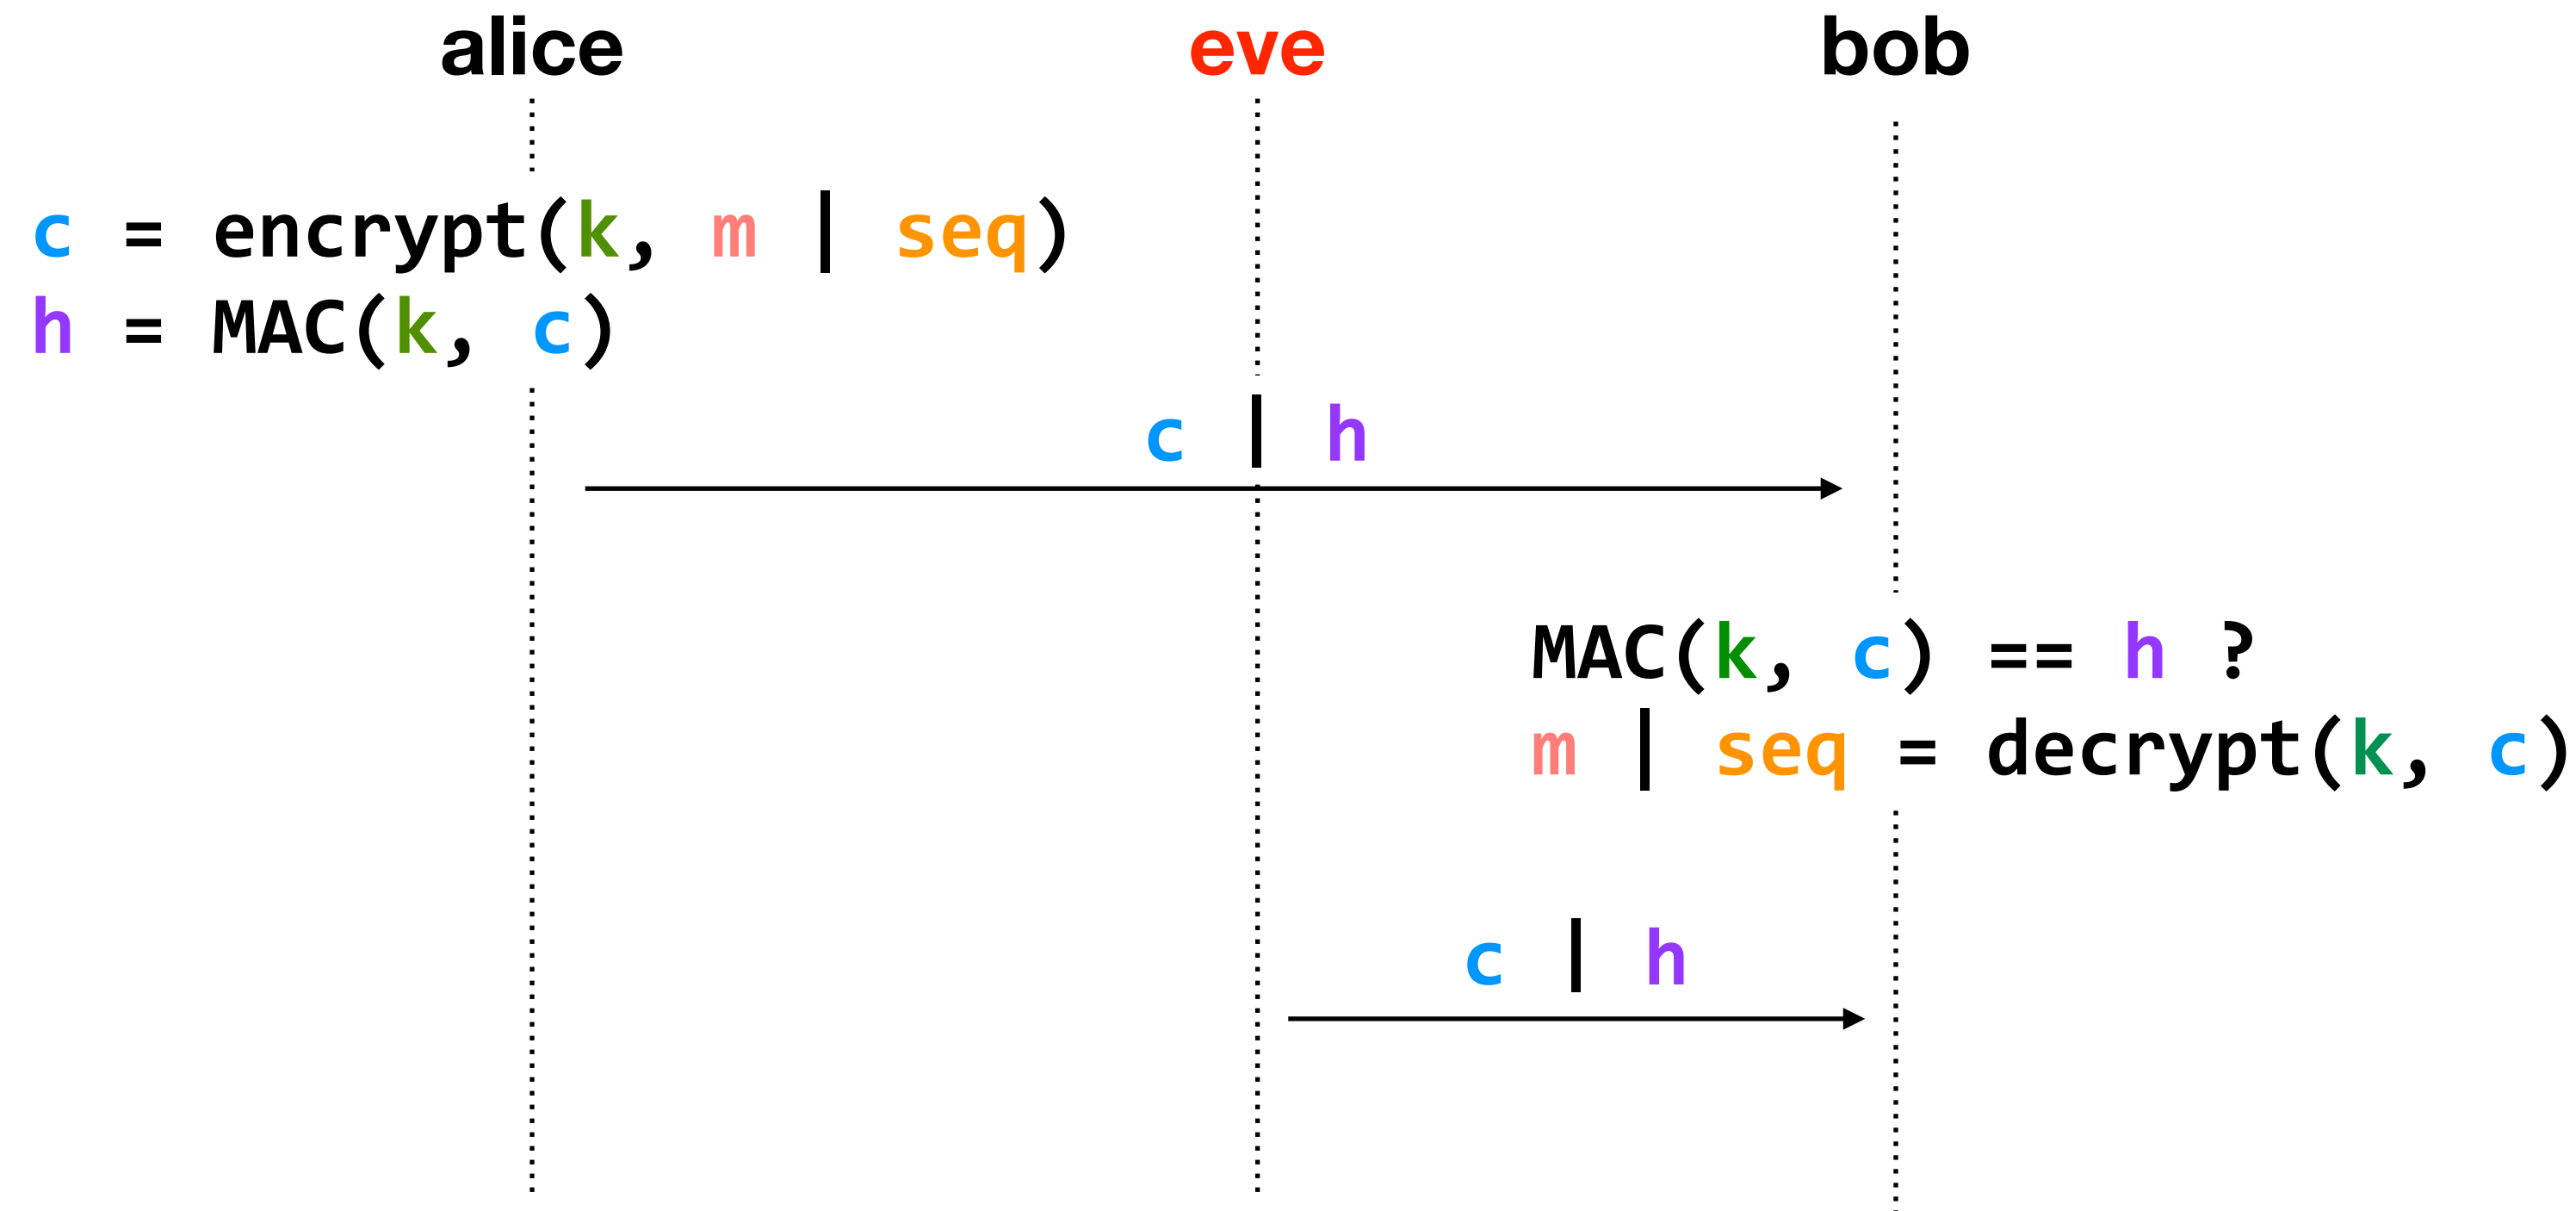 alice eve bob
c = encrypt(k, m | seq)
h = MAC(k, c)
c | h
MAC(k, c) == h ?
m | seq = decrypt(k, c)
c | h